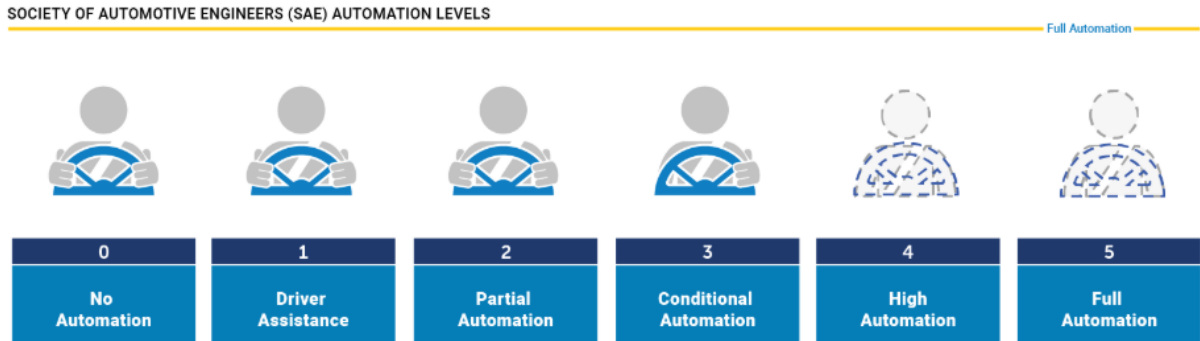 SOCIETY OF AUTOMOTIVE ENGINEERS (SAE) AUTOMATION LEVELS
Full Automation
0
No
Automation
1
Driver
Assistance
2
Partial
Automation
3
Conditional
Automation
4
High
Automation
5
Full
Automation